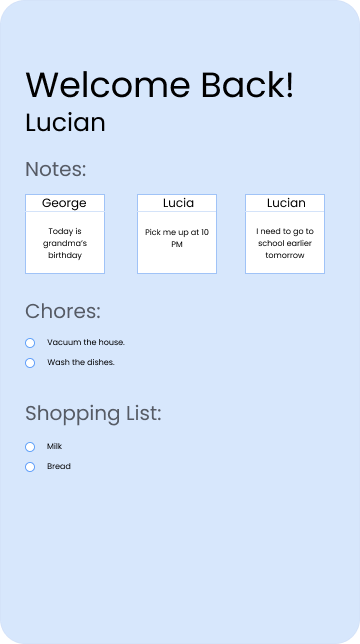 Welcome Back!
Lucian
Notes:
George
Today is
grandma's
birthday
Lucia
Pick me up at 10
PM
Lucian
I need to go to
school earlier
tomorrow
Chores:
Vacuum the house.
Wash the dishes.
Shopping List:
Milk
Bread